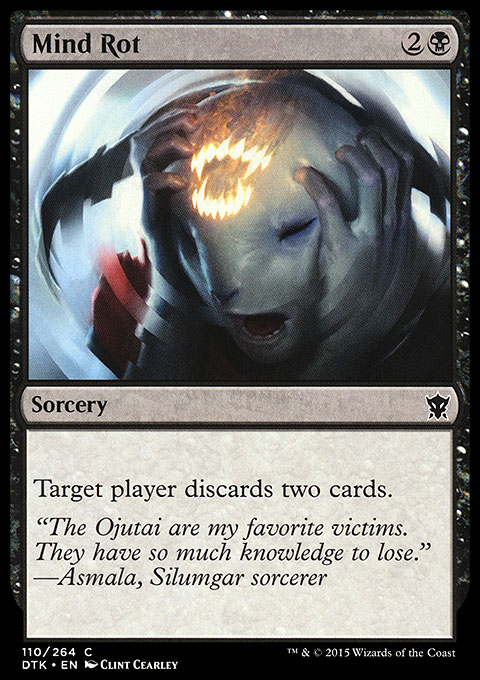 Mind Rot 2
Sorcery
Target player discards two cards.
“The Ojutai are my favorite victims.
They have so much knowledge to lose.”
—Asmala, Silumgar sorcerer
110/264 C
™ & © 2015 Wizards of the Coast
DTK • EN Clint Cearley